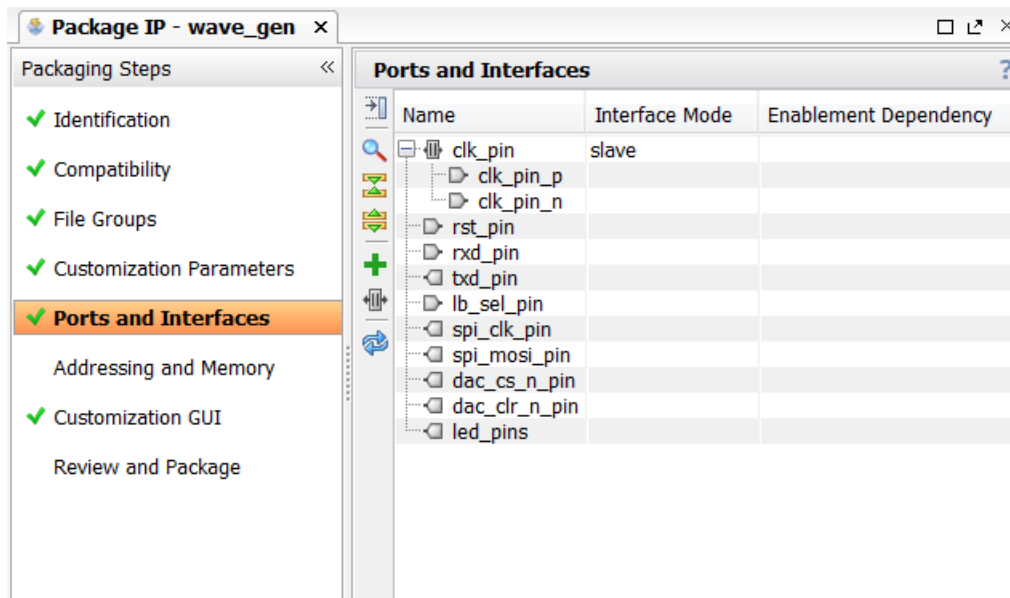 Package IP - wave_gen
Packaging Steps
Identification
Compatibility
File Groups
Customization Parameters
Ports and Interfaces
Addressing and Memory
Customization GUI
Review and Package
Ports and Interfaces ?
Name Interface Mode Enablement Dependency
clk_pin slave
clk_pin_p
clk_pin_n
rst_pin
rxd_pin
txd_pin
lb_sel_pin
spi_clk_pin
spi_mosi_pin
dac_cs_n_pin
dac_clr_n_pin
led_pins